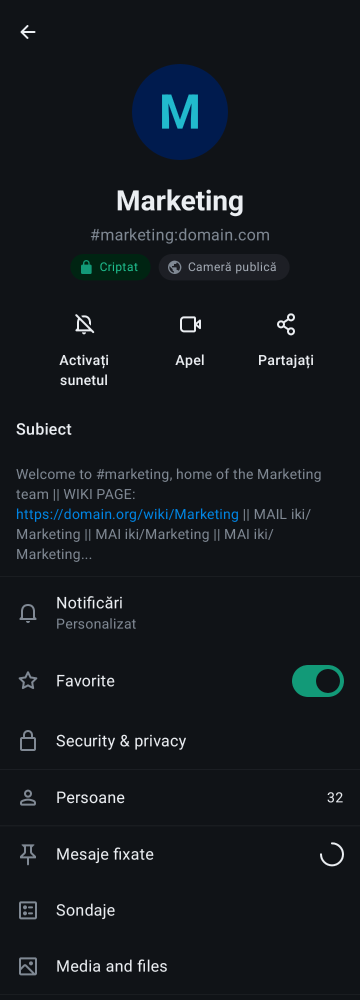 M
Marketing
#marketing:domain.com
Criptat
Cameră publică
Activați
sunetul
Apel
Partajați
Subiect
Welcome to #marketing, home of the Marketing
team || WIKI PAGE:
https://domain.org/wiki/Marketing || MAIL iki/
Marketing || MAI iki/Marketing || MAI iki/
Marketing...
Notificări
Personalizat
Favorite
Security & privacy
Persoane 32
Mesaje fixate
Sondaje
Media and files